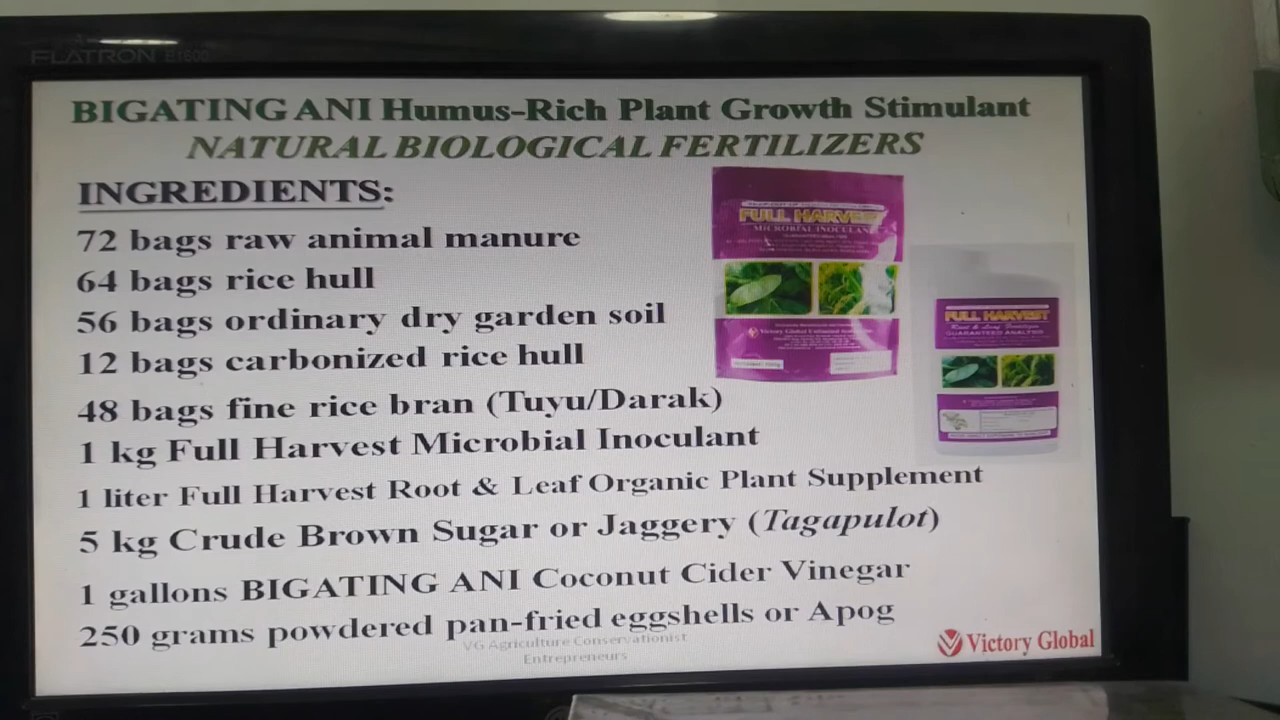 FLATRON E1600
BIGATING ANI Humus-Rich Plant Growth Stimulant
NATURAL BIOLOGICAL FERTILIZERS
INGREDIENTS:
72 bags raw animal manure
64 bags rice hull
56 bags ordinary dry garden soil
12 bags carbonized rice hull
48 bags fine rice bran (Tuyu/Darak)
1 kg Full Harvest Microbial Inoculant
1 liter Full Harvest Root & Leaf Organic Plant Supplement
5 kg Crude Brown Sugar or Jaggery (Tagapulot)
1 gallons BIGATING ANI Coconut Cider Vinegar
250 grams powdered pan-fried eggshells or Apog
VG Agriculture Conservationist
Entrepreneurs
Victory Global
FULL HARVEST
MICROBIAL INOCULANT
Victory Global Unlimited
FULL HARVEST
Root & Leaf Fertilizer
GUARANTEED ANALYSIS